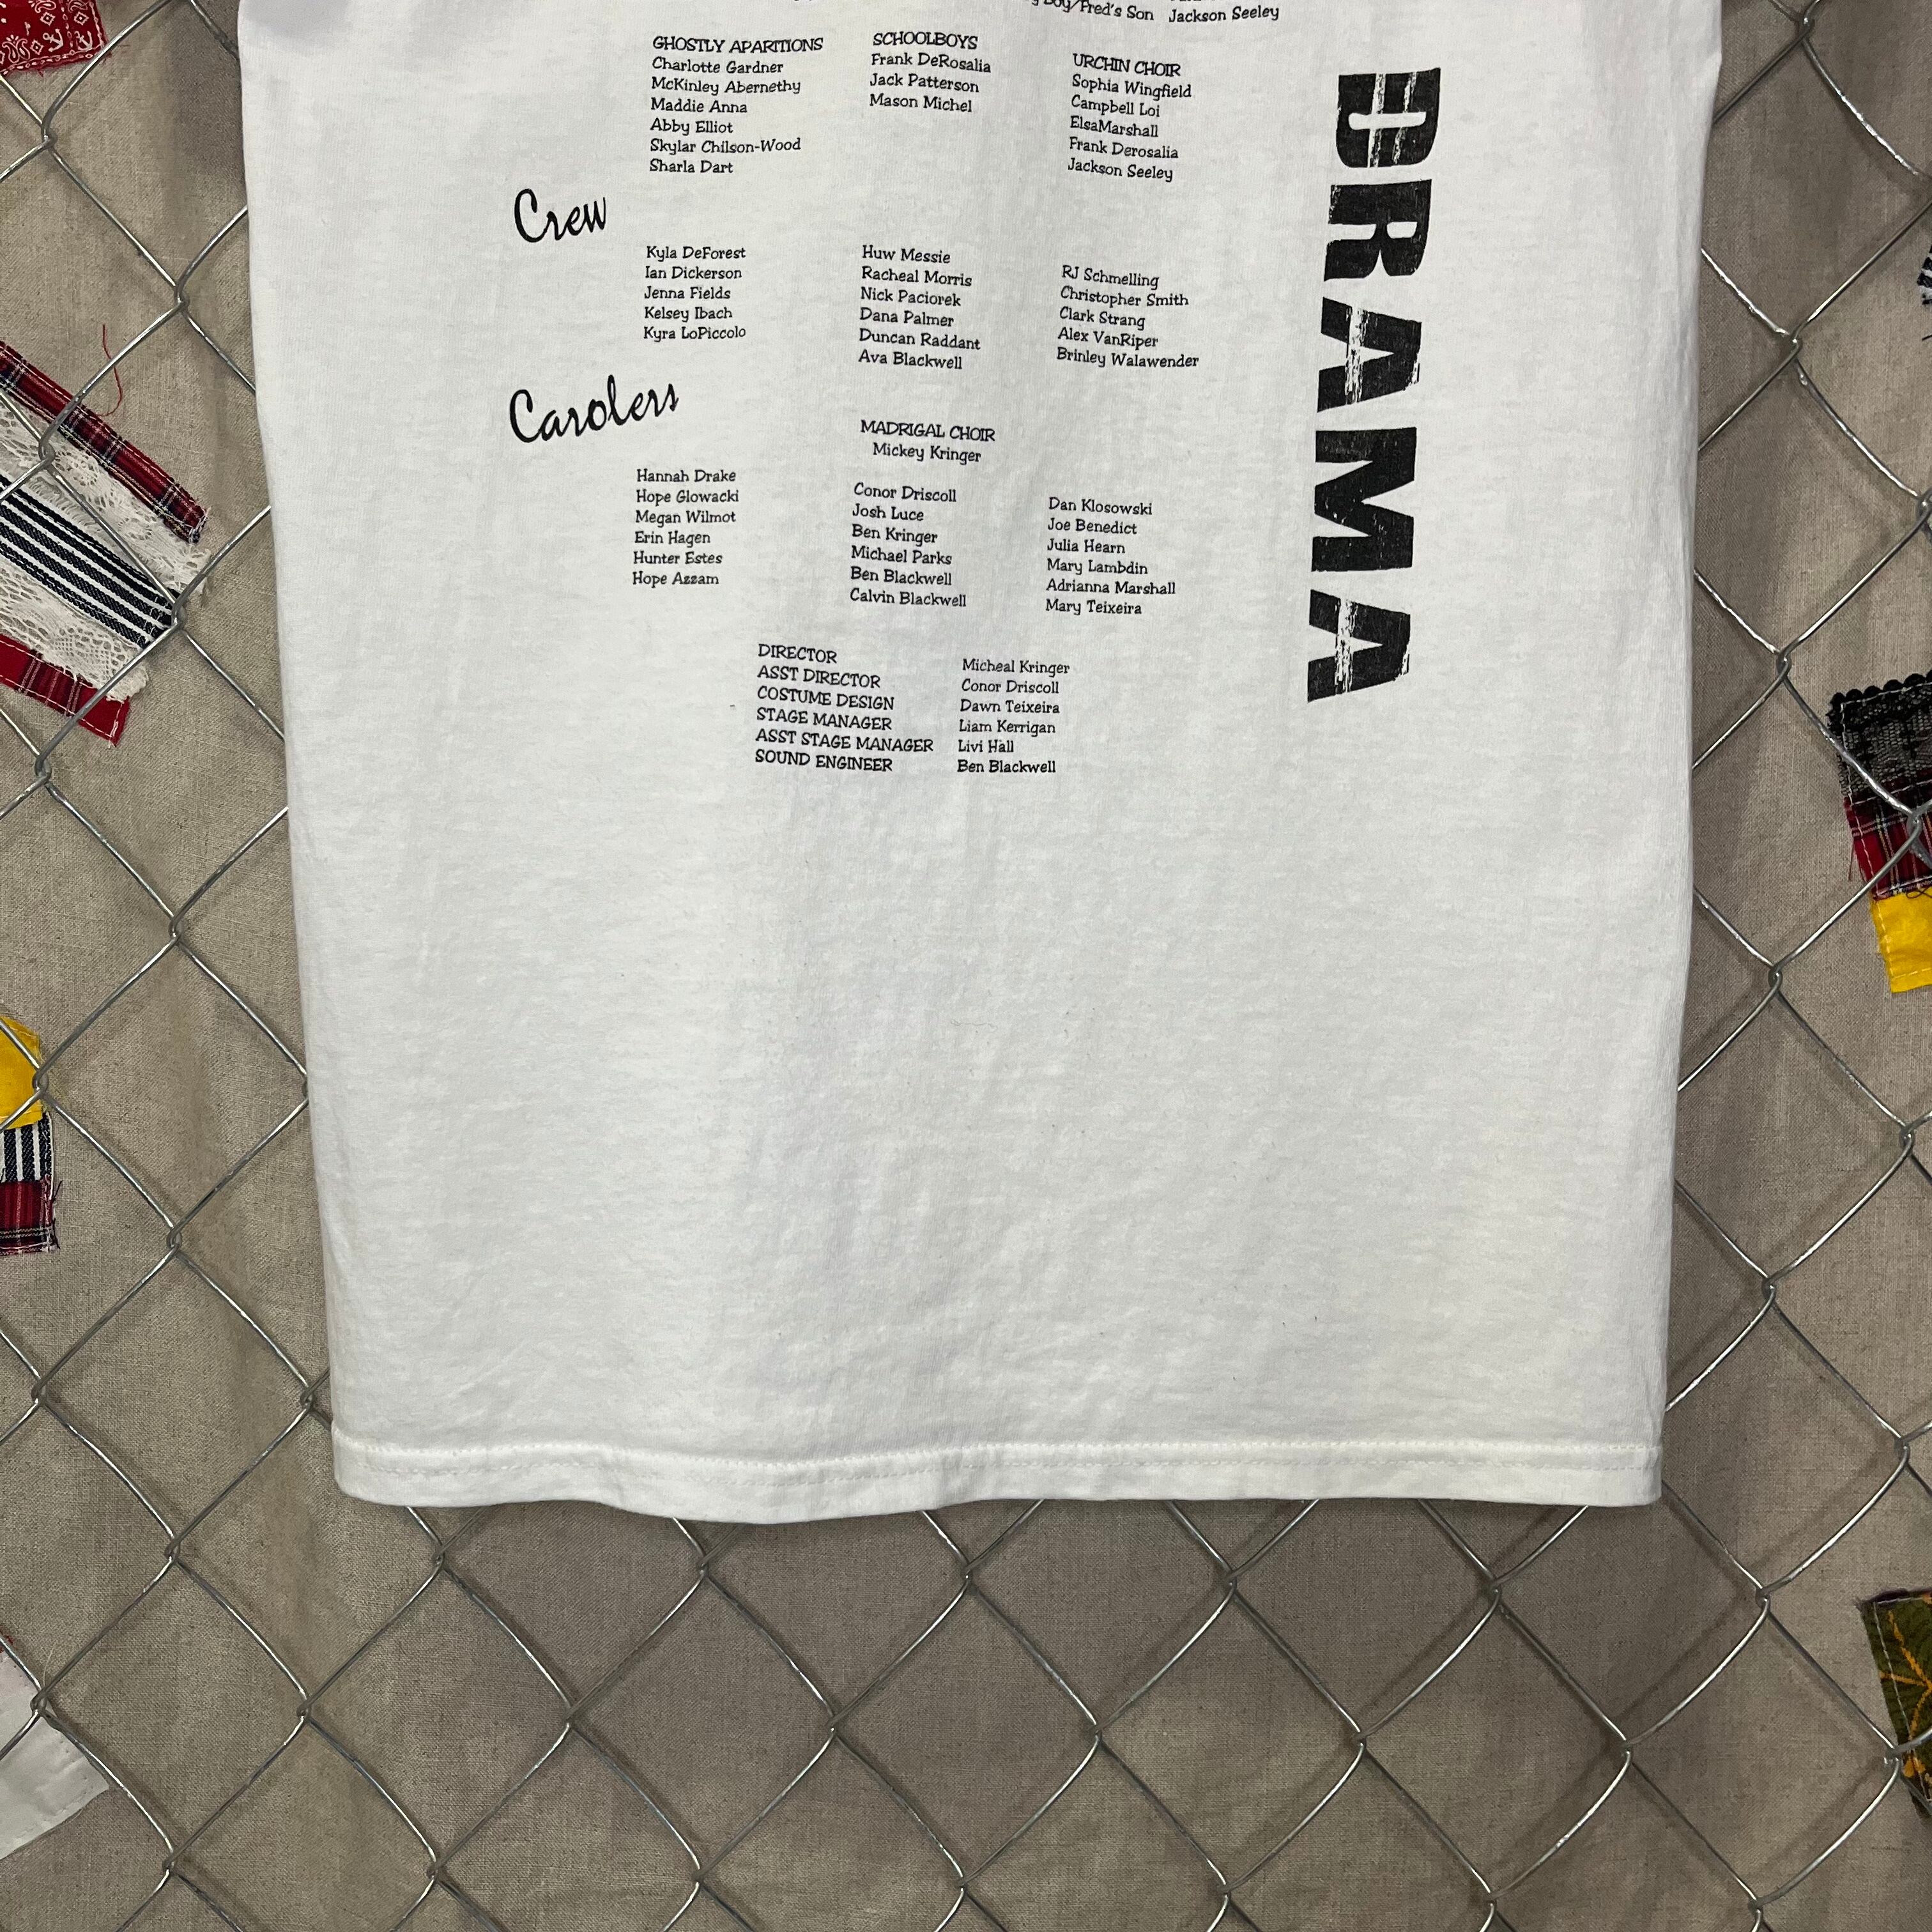 Boy/Fred's Son Jackson Seeley
GHOSTLY APARITIONS
Charlotte Gardner
McKinley Abernethy
Maddie Anna
Abby Elliot
Skylar Chilson-Wood
Sharla Dart
SCHOOLBOYS
Frank DeRosalia
Jack Patterson
Mason Michel
URCHIN CHOIR
Sophia Wingfield
Campbell Loi
ElsaMarshall
Frank Derosalia
Jackson Seeley
Crew
Kyla DeForest
Ian Dickerson
Jenna Fields
Kelsey Ibach
Kyra LoPiccolo
Huw Messie
Racheal Morris
Nick Paciorek
Dana Palmer
Duncan Raddant
Ava Blackwell
RJ Schmelling
Christopher Smith
Clark Strang
Alex VanRiper
Brinley Walawender
Carolers
MADRIGAL CHOIR
Mickey Kringer
Hannah Drake
Hope Glowacki
Megan Wilmot
Erin Hagen
Hunter Estes
Hope Azzam
Conor Driscoll
Josh Luce
Ben Kringer
Michael Parks
Ben Blackwell
Calvin Blackwell
Dan Klosowski
Joe Benedict
Julia Hearn
Mary Lambdin
Adrianna Marshall
Mary Teixeira
DIRECTOR Micheal Kringer
ASST DIRECTOR Conor Driscoll
COSTUME DESIGN Dawn Teixeira
STAGE MANAGER Liam Kerrigan
ASST STAGE MANAGER Livi Hall
SOUND ENGINEER Ben Blackwell
DRAMA